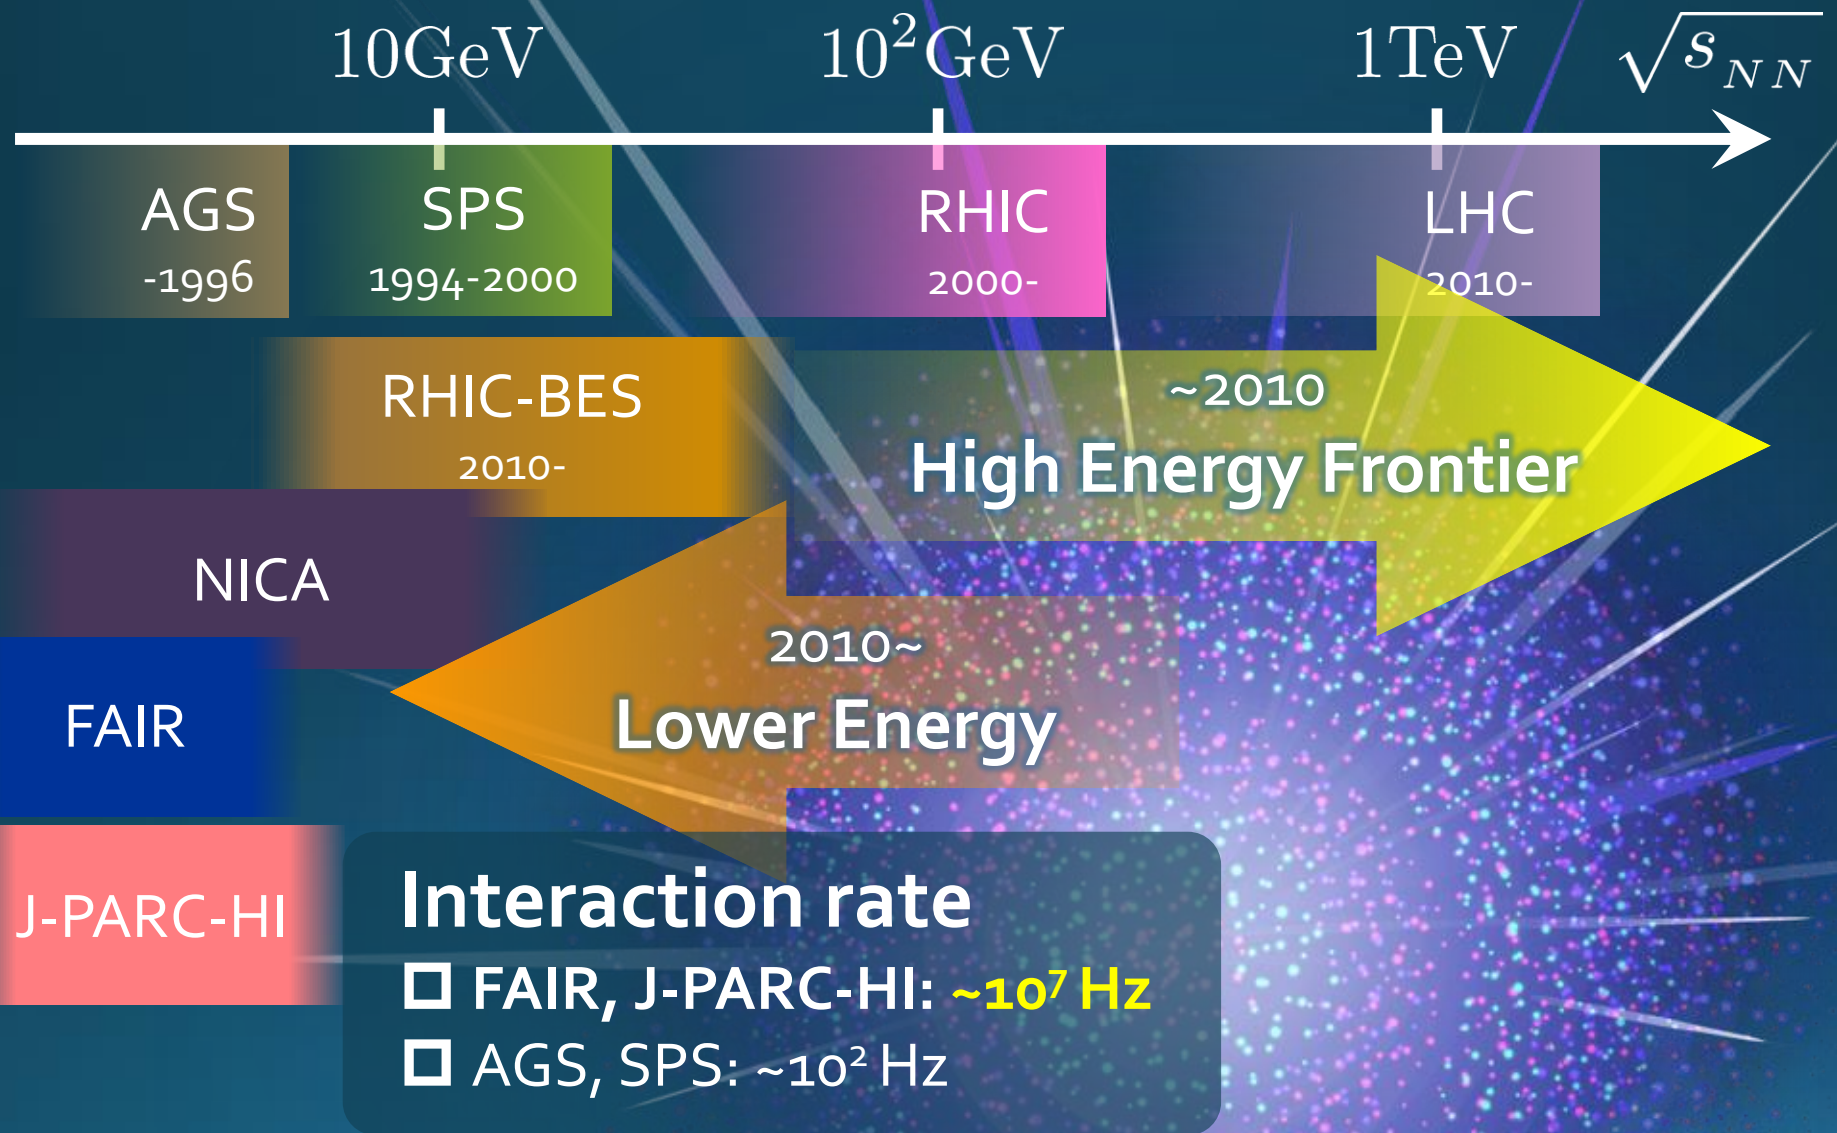 10GeV 10²GeV 1TeV √s_NN
AGS SPS RHIC LHC
-1996 1994-2000 2000- 2010-
RHIC-BES
2010-
~2010
High Energy Frontier
NICA
2010~
Lower Energy
FAIR
J-PARC-HI
Interaction rate
FAIR, J-PARC-HI: ~10⁷ Hz
AGS, SPS: ~10² Hz